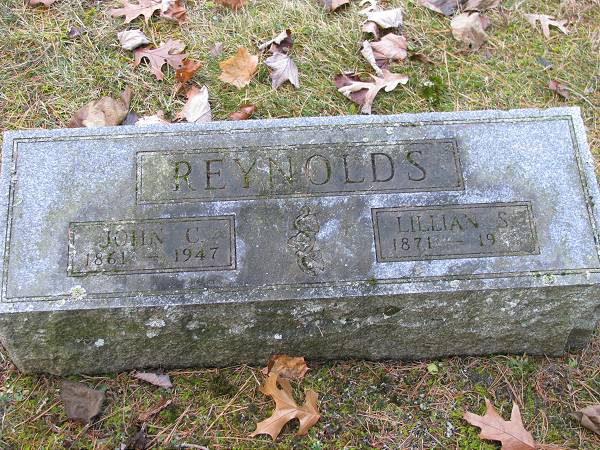 REYNOLDS
JOHN C.
1861 - 1947
LILLIAN S.
1871 - 19